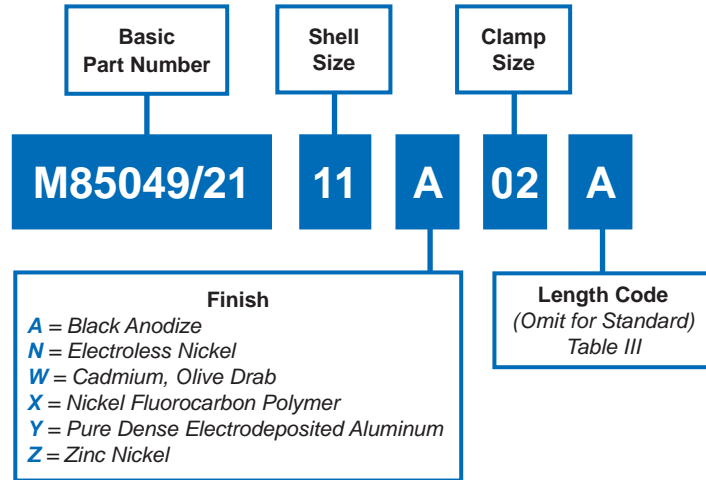 Basic
Part Number
Shell
Size
Clamp
Size
M85049/21
11
A
02
A
Finish
A = Black Anodize
N = Electroless Nickel
W = Cadmium, Olive Drab
X = Nickel Fluorocarbon Polymer
Y = Pure Dense Electrodeposited Aluminum
Z = Zinc Nickel
Length Code
(Omit for Standard)
Table III